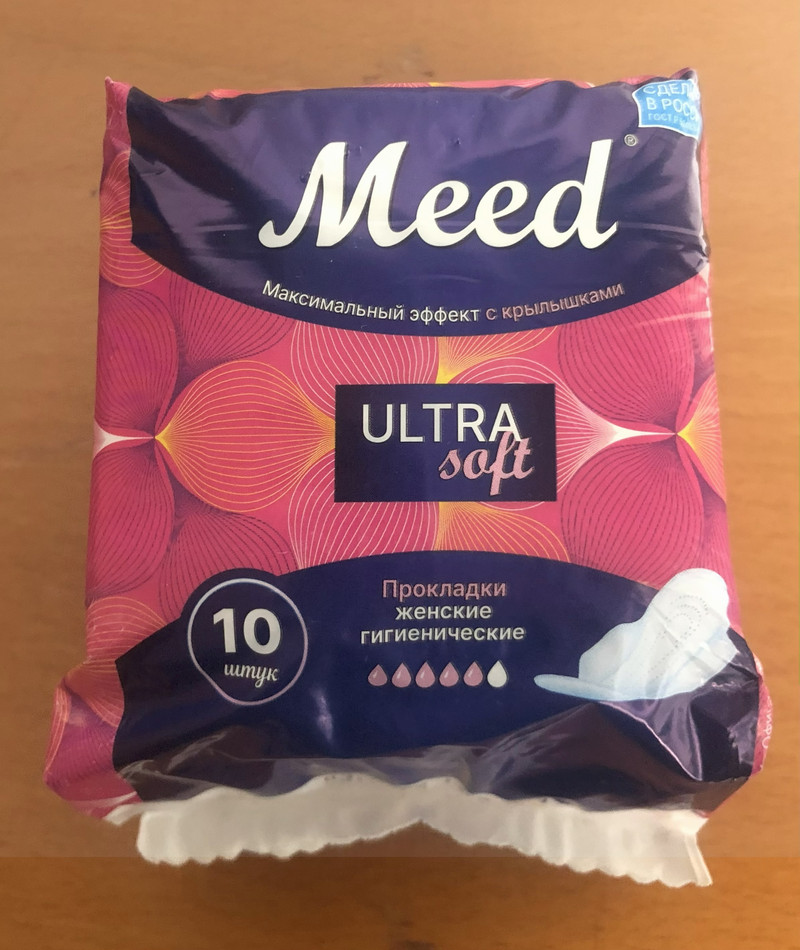 В
Meed®
Максимальный эффект с крылышками
ULTRA
soft
10
штук
Прокладки
женские
гигиенические